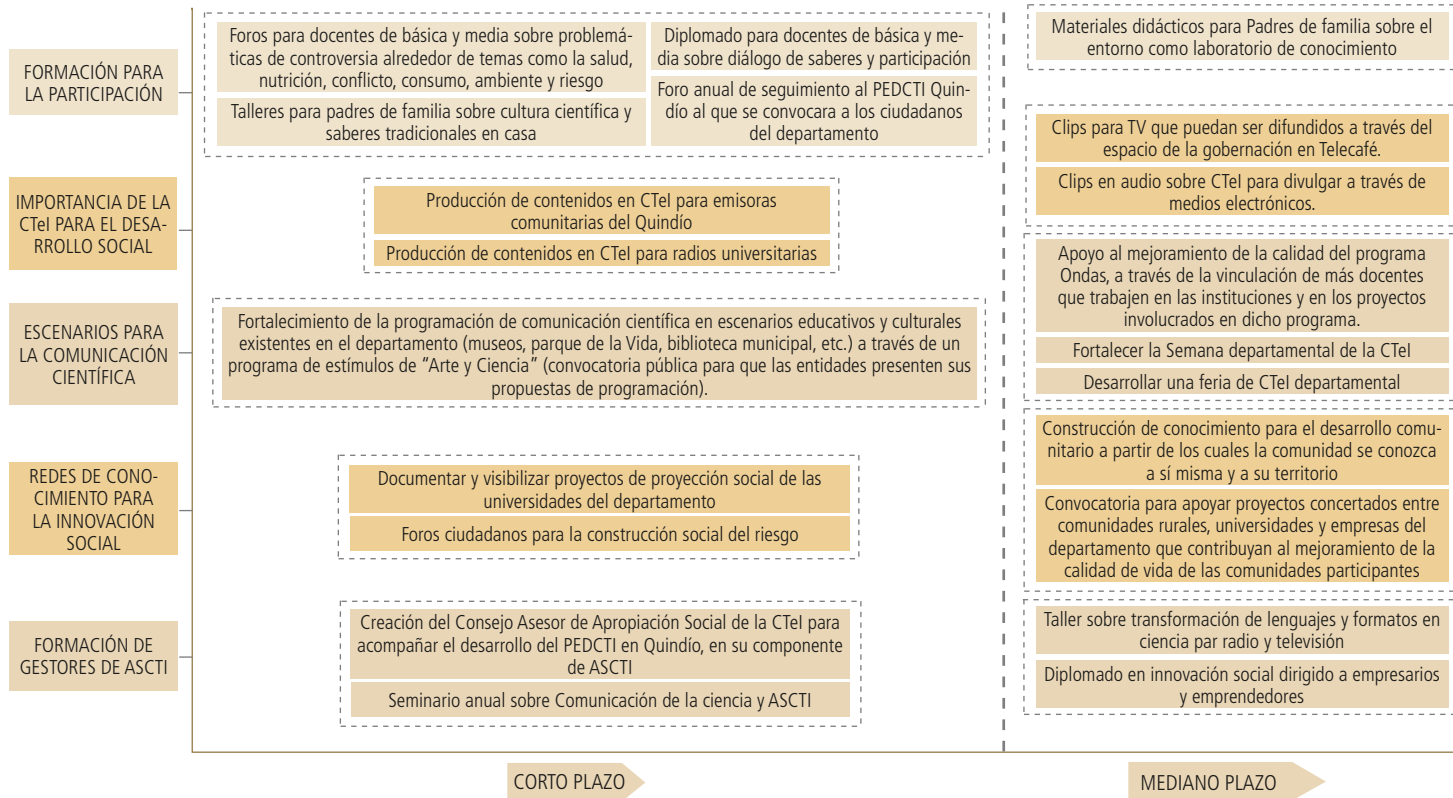 FORMACIÓN PARA
LA PARTICIPACIÓN
Foros para docentes de básica y media sobre problemá-
ticas de controversia alrededor de temas como la salud,
nutrición, conflicto, consumo, ambiente y riesgo
Talleres para padres de familia sobre cultura científica y
saberes tradicionales en casa
Diplomado para docentes de básica y me-
dia sobre diálogo de saberes y participación
Foro anual de seguimiento al PEDCTI Quin-
dío al que se convocara a los ciudadanos
del departamento
Materiales didácticos para Padres de familia sobre el
entorno como laboratorio de conocimiento
IMPORTANCIA DE LA
CTeI PARA EL DESA-
RROLLO SOCIAL
Producción de contenidos en CTeI para emisoras
comunitarias del Quindío
Producción de contenidos en CTeI para radios universitarias
Clips para TV que puedan ser difundidos a través del
espacio de la gobernación en Telecafé.
Clips en audio sobre CTeI para divulgar a través de
medios electrónicos.
ESCENARIOS PARA
LA COMUNICACIÓN
CIENTÍFICA
Fortalecimiento de la programación de comunicación científica en escenarios educativos y culturales
existentes en el departamento (museos, parque de la Vida, biblioteca municipal, etc.) a través de un
programa de estímulos de “Arte y Ciencia” (convocatoria pública para que las entidades presenten sus
propuestas de programación).
Apoyo al mejoramiento de la calidad del programa
Ondas, a través de la vinculación de más docentes
que trabajen en las instituciones y en los proyectos
involucrados en dicho programa.
Fortalecer la Semana departamental de la CTeI
Desarrollar una feria de CTeI departamental
REDES DE CONO-
CIMIENTO PARA
LA INNOVACIÓN
SOCIAL
Documentar y visibilizar proyectos de proyección social de las
universidades del departamento
Foros ciudadanos para la construcción social del riesgo
Construcción de conocimiento para el desarrollo comu-
nitario a partir de los cuales la comunidad se conozca
a sí misma y a su territorio
Convocatoria para apoyar proyectos concertados entre
comunidades rurales, universidades y empresas del
departamento que contribuyan al mejoramiento de la
calidad de vida de las comunidades participantes
FORMACIÓN DE
GESTORES DE ASCTI
Creación del Consejo Asesor de Apropiación Social de la CTeI para
acompañar el desarrollo del PEDCTI en Quindío, en su componente
de ASCTI
Seminario anual sobre Comunicación de la ciencia y ASCTI
Taller sobre transformación de lenguajes y formatos en
ciencia par radio y televisión
Diplomado en innovación social dirigido a empresarios
y emprendedores
CORTO PLAZO
MEDIANO PLAZO